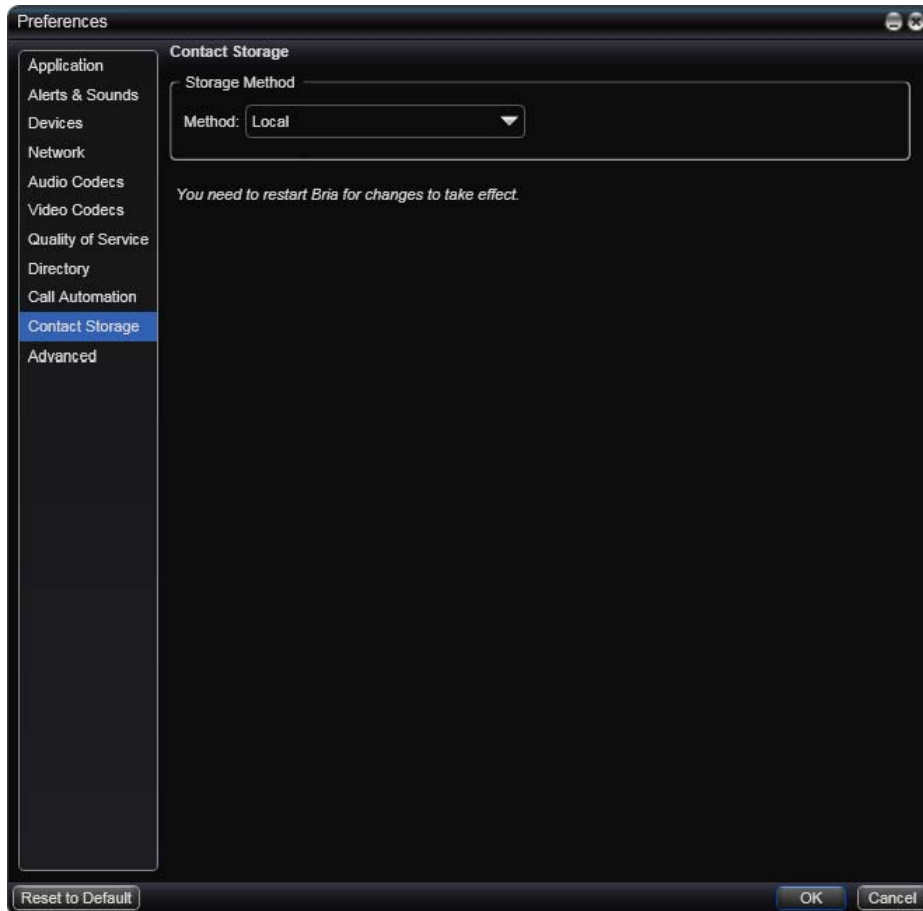 Preferences
Application
Alerts & Sounds
Devices
Network
Audio Codecs
Video Codecs
Quality of Service
Directory
Call Automation
Contact Storage
Advanced
Contact Storage
Storage Method
Method: Local
You need to restart Bria for changes to take effect.
Reset to Default
OK
Cancel